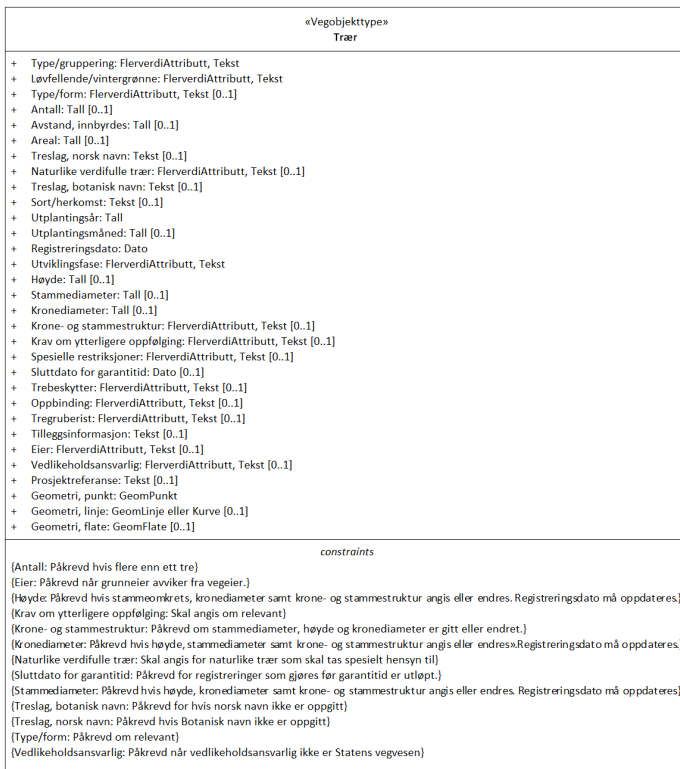 «Vegobjekttype»
Trær
+ Type/gruppering: FlerverdiAttributt, Tekst
+ Løvfellende/vintergrønne: FlerverdiAttributt, Tekst
+ Type/form: FlerverdiAttributt, Tekst [0..1]
+ Antall: Tall [0..1]
+ Avstand, innbyrdes: Tall [0..1]
+ Areal: Tall [0..1]
+ Treslag, norsk navn: Tekst [0..1]
+ Naturlike verdifulle trær: FlerverdiAttributt, Tekst [0..1]
+ Treslag, botanisk navn: Tekst [0..1]
+ Sort/herkomst: Tekst [0..1]
+ Utplantingsår: Tall
+ Utplantingsmåned: Tall [0..1]
+ Registreringsdato: Dato
+ Utviklingsfase: FlerverdiAttributt, Tekst
+ Høyde: Tall [0..1]
+ Stammediameter: Tall [0..1]
+ Kronediameter: Tall [0..1]
+ Krone- og stammestruktur: FlerverdiAttributt, Tekst [0..1]
+ Krav om ytterligere oppfølging: FlerverdiAttributt, Tekst [0..1]
+ Spesielle restriksjoner: FlerverdiAttributt, Tekst [0..1]
+ Sluttdato for garantitid: Dato [0..1]
+ Trebeskytter: FlerverdiAttributt, Tekst [0..1]
+ Oppbinding: FlerverdiAttributt, Tekst [0..1]
+ Tregruberist: FlerverdiAttributt, Tekst [0..1]
+ Tilleggsinformasjon: Tekst [0..1]
+ Eier: FlerverdiAttributt, Tekst [0..1]
+ Vedlikeholdsansvarlig: FlerverdiAttributt, Tekst [0..1]
+ Prosjektreferanse: Tekst [0..1]
+ Geometri, punkt: GeomPunkt
+ Geometri, linje: GeomLinje eller Kurve [0..1]
+ Geometri, flate: GeomFlate [0..1]
constraints
{Antall: Påkrevd hvis flere enn ett tre}
{Eier: Påkrevd når grunneier avviker fra vegeier.}
{Høyde: Påkrevd hvis stammeomkrets, kronediameter samt krone- og stammestruktur angis eller endres. Registreringsdato må oppdateres.}
{Krav om ytterligere oppfølging: Skal angis om relevant}
{Krone- og stammestruktur: Påkrevd om stammediameter, høyde og kronediameter er gitt eller endret.}
{Kronediameter: Påkrevd hvis høyde, stammediameter samt krone- og stammestruktur angis eller endres».Registreringsdato må oppdateres.}
{Naturlike verdifulle trær: Skal angis for naturlike trær som skal tas spesielt hensyn til}
{Sluttdato for garantitid: Påkrevd for registreringer som gjøres før garantitid er utløpt.}
{Stammediameter: Påkrevd hvis høyde, kronediameter samt krone- og stammestruktur angis eller endres. Registreringsdato må oppdateres}
{Treslag, botanisk navn: Påkrevd for hvis norsk navn ikke er oppgitt}
{Treslag, norsk navn: Påkrevd hvis Botanisk navn ikke er oppgitt}
{Type/form: Påkrevd om relevant}
{Vedlikeholdsansvarlig: Påkrevd når vedlikeholdsansvarlig ikke er Statens vegvesen}